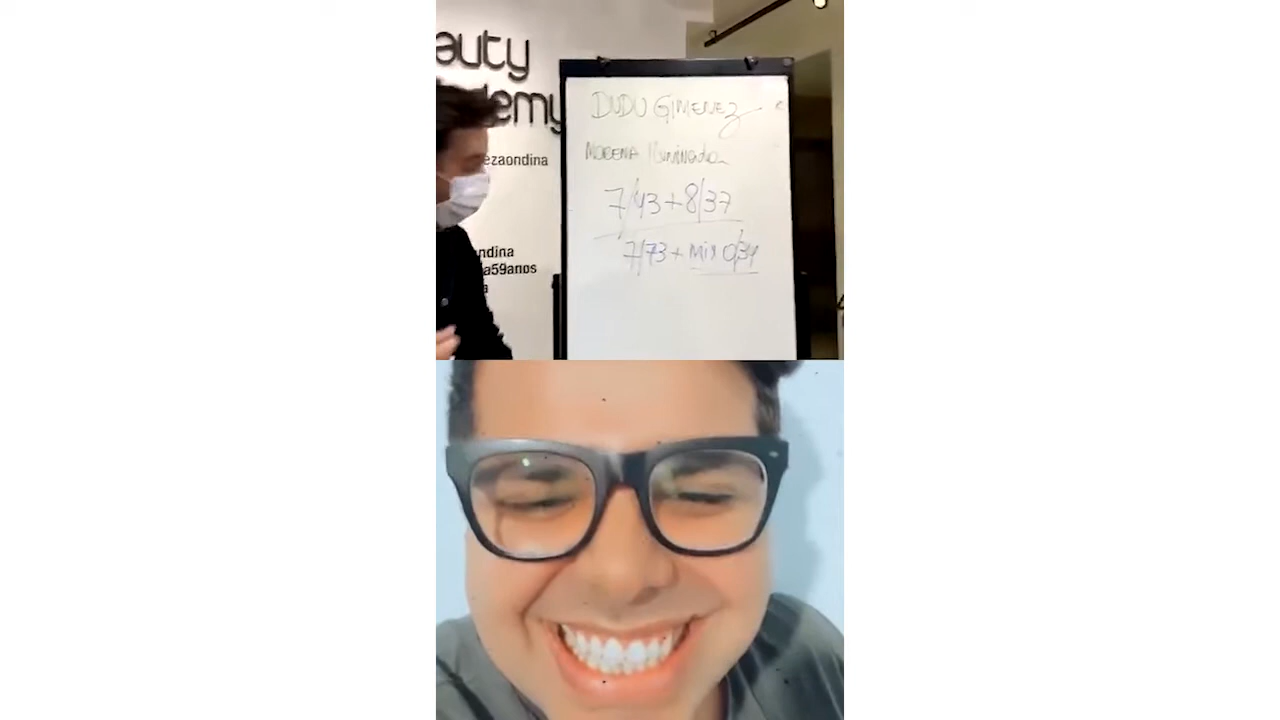 auty
demy
ezaondina
ndina
a59anos
a
DUDU GIMENEZ
MORENA Iluminada
7/43 + 8/37
7/73 + Mix 0/34